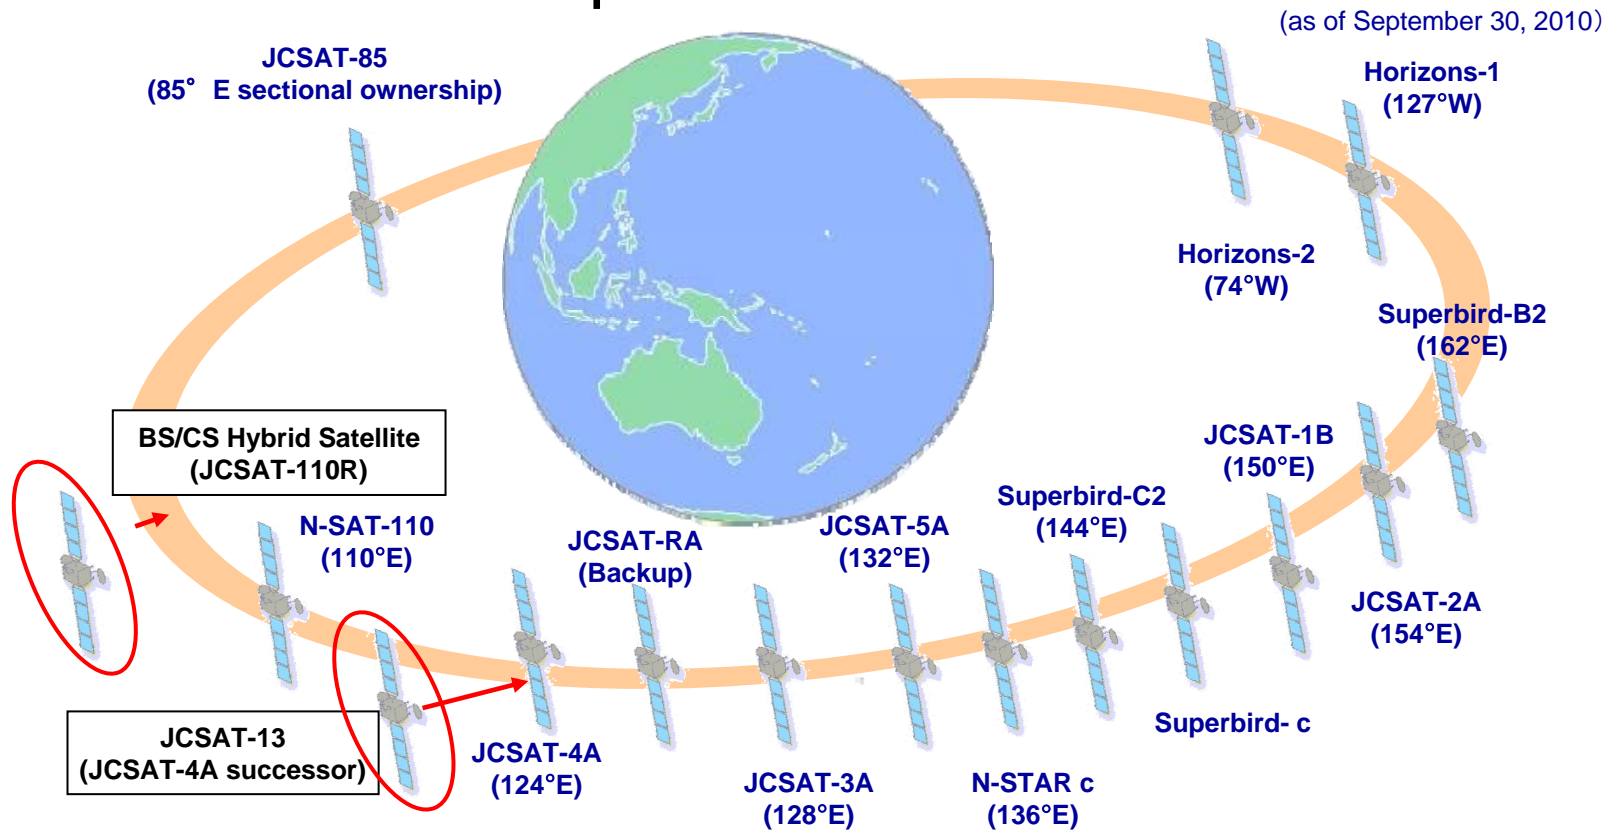 (as of September 30, 2010）
JCSAT-85
(85° E sectional ownership)
Horizons-1
(127°W)
Horizons-2
(74°W)
Superbird-B2
(162°E)
BS/CS Hybrid Satellite
(JCSAT-110R)
JCSAT-1B
(150°E)
Superbird-C2
(144°E)
N-SAT-110
(110°E)
JCSAT-RA
(Backup)
JCSAT-5A
(132°E)
JCSAT-2A
(154°E)
Superbird- c
JCSAT-13
(JCSAT-4A successor)
JCSAT-4A
(124°E)
JCSAT-3A
(128°E)
N-STAR c
(136°E)